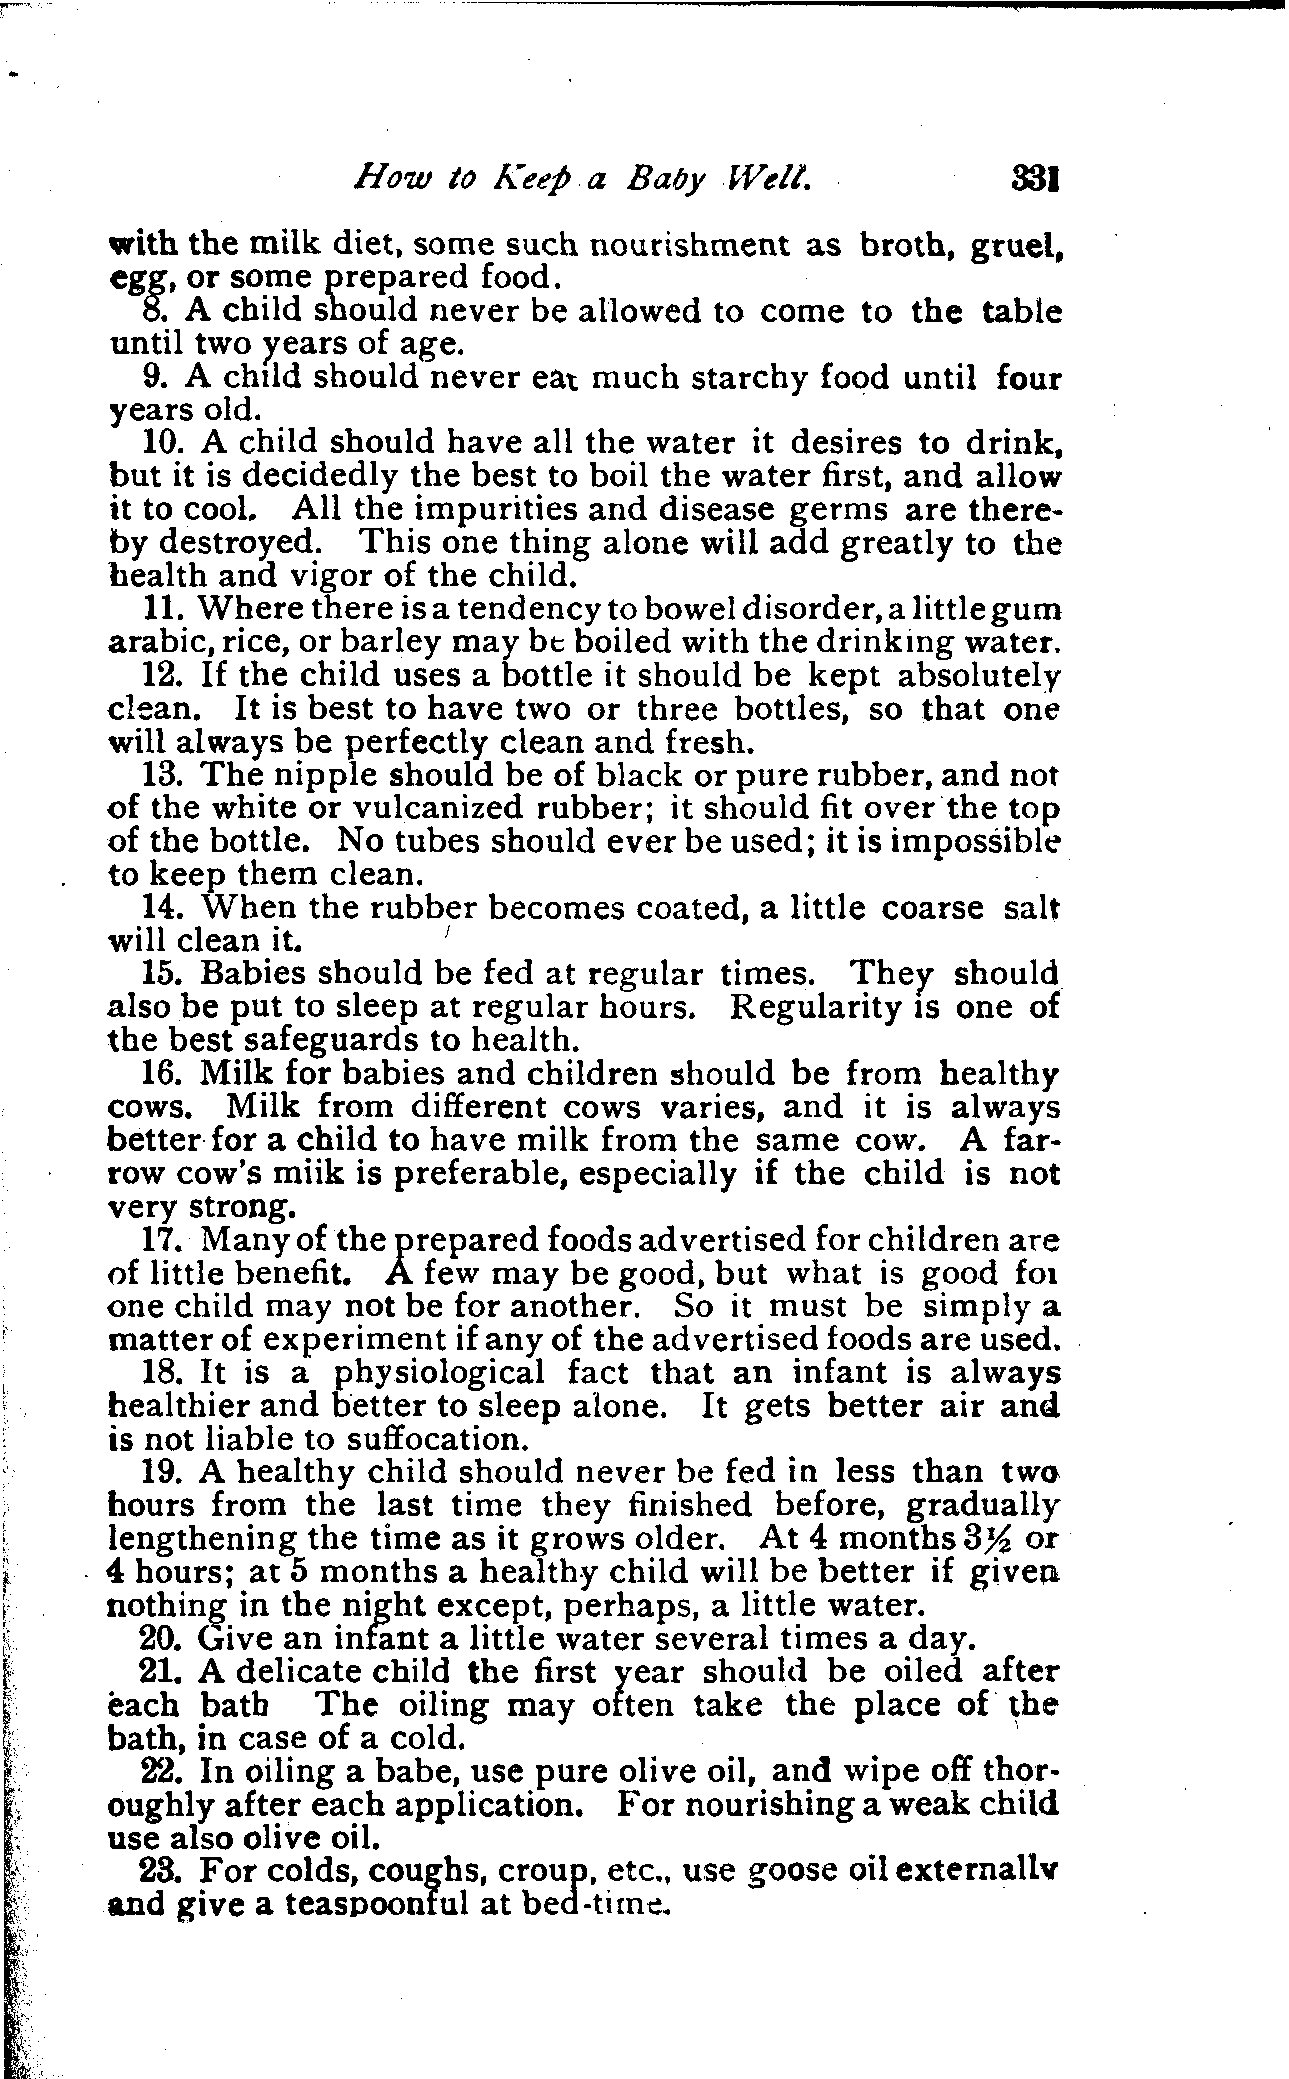 How to Keep a Baby Well. 331
with the milk diet, some such nourishment as broth, gruel,
egg, or some prepared food.
8. A child should never be allowed to come to the table
until two years of age.
9. A child should never eat much starchy food until four
years old.
10. A child should have all the water it desires to drink,
but it is decidedly the best to boil the water first, and allow
it to cool. All the impurities and disease germs are there-
by destroyed. This one thing alone will add greatly to the
health and vigor of the child.
11. Where there is a tendency to bowel disorder, a little gum
arabic, rice, or barley may be boiled with the drinking water.
12. If the child uses a bottle it should be kept absolutely
clean. It is best to have two or three bottles, so that one
will always be perfectly clean and fresh.
13. The nipple should be of black or pure rubber, and not
of the white or vulcanized rubber; it should fit over the top
of the bottle. No tubes should ever be used; it is impossible
to keep them clean.
14. When the rubber becomes coated, a little coarse salt
will clean it.
15. Babies should be fed at regular times. They should
also be put to sleep at regular hours. Regularity is one of
the best safeguards to health.
16. Milk for babies and children should be from healthy
cows. Milk from different cows varies, and it is always
better for a child to have milk from the same cow. A far-
row cow's milk is preferable, especially if the child is not
very strong.
17. Many of the prepared foods advertised for children are
of little benefit. A few may be good, but what is good for
one child may not be for another. So it must be simply a
matter of experiment if any of the advertised foods are used.
18. It is a physiological fact that an infant is always
healthier and better to sleep alone. It gets better air and
is not liable to suffocation.
19. A healthy child should never be fed in less than two
hours from the last time they finished before, gradually
lengthening the time as it grows older. At 4 months 3½ or
4 hours; at 5 months a healthy child will be better if given
nothing in the night except, perhaps, a little water.
20. Give an infant a little water several times a day.
21. A delicate child the first year should be oiled after
each bath The oiling may often take the place of the
bath, in case of a cold.
22. In oiling a babe, use pure olive oil, and wipe off thor-
oughly after each application. For nourishing a weak child
use also olive oil.
23. For colds, coughs, croup, etc., use goose oil externally
and give a teaspoonful at bed-time.